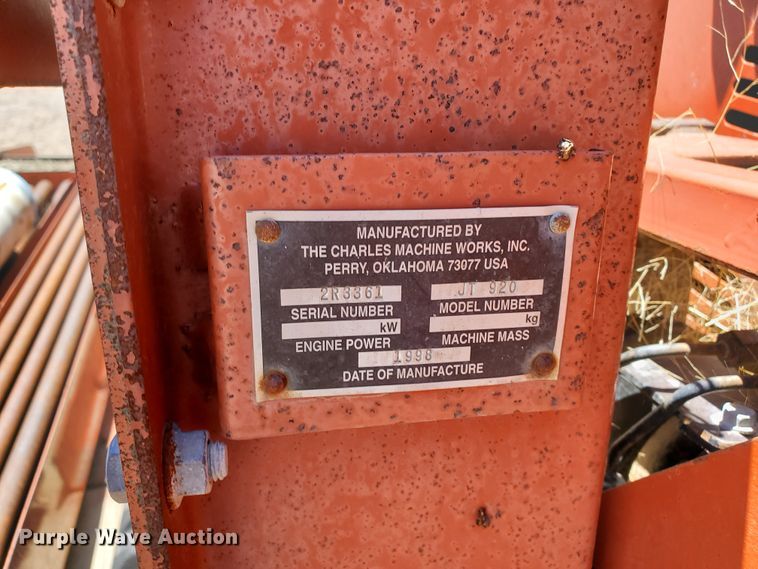 MANUFACTURED BY
THE CHARLES MACHINE WORKS, INC.
PERRY, OKLAHOMA 73077 USA
2R3361 JT 920
SERIAL NUMBER MODEL NUMBER
kW kg
ENGINE POWER MACHINE MASS
1998
DATE OF MANUFACTURE
Purple Wave Auction